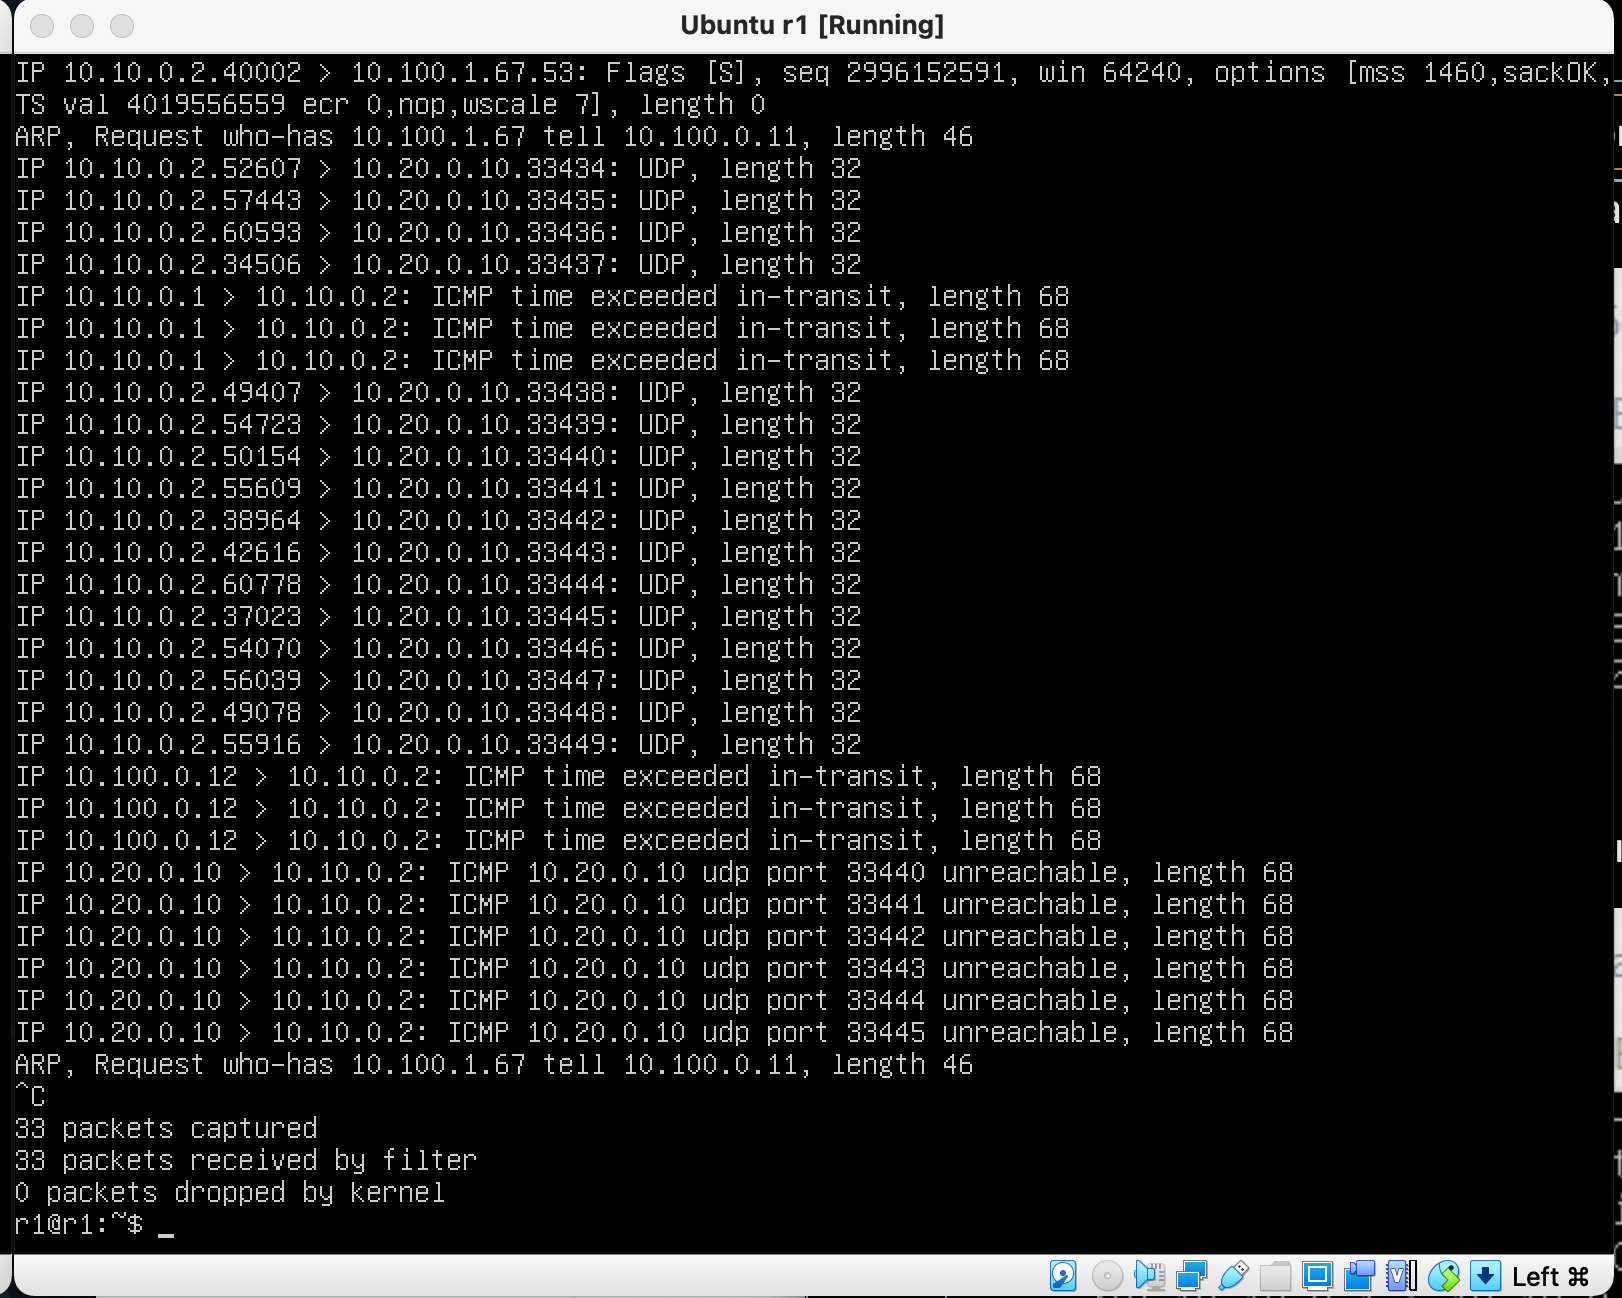 Ubuntu r1 [Running]
IP 10.10.0.2.40002 > 10.100.1.67.53: Flags [S], seq 2996152591, win 64240, options [mss 1460,sackOK,
TS val 4019556559 ecr 0,nop,wscale 7], length 0
ARP, Request who-has 10.100.1.67 tell 10.100.0.11, length 46
IP 10.10.0.2.52607 > 10.20.0.10.33434: UDP, length 32
IP 10.10.0.2.57443 > 10.20.0.10.33435: UDP, length 32
IP 10.10.0.2.60593 > 10.20.0.10.33436: UDP, length 32
IP 10.10.0.2.34506 > 10.20.0.10.33437: UDP, length 32
IP 10.10.0.1 > 10.10.0.2: ICMP time exceeded in-transit, length 68
IP 10.10.0.1 > 10.10.0.2: ICMP time exceeded in-transit, length 68
IP 10.10.0.1 > 10.10.0.2: ICMP time exceeded in-transit, length 68
IP 10.10.0.2.49407 > 10.20.0.10.33438: UDP, length 32
IP 10.10.0.2.54723 > 10.20.0.10.33439: UDP, length 32
IP 10.10.0.2.50154 > 10.20.0.10.33440: UDP, length 32
IP 10.10.0.2.55609 > 10.20.0.10.33441: UDP, length 32
IP 10.10.0.2.38964 > 10.20.0.10.33442: UDP, length 32
IP 10.10.0.2.42616 > 10.20.0.10.33443: UDP, length 32
IP 10.10.0.2.60778 > 10.20.0.10.33444: UDP, length 32
IP 10.10.0.2.37023 > 10.20.0.10.33445: UDP, length 32
IP 10.10.0.2.54070 > 10.20.0.10.33446: UDP, length 32
IP 10.10.0.2.56039 > 10.20.0.10.33447: UDP, length 32
IP 10.10.0.2.49078 > 10.20.0.10.33448: UDP, length 32
IP 10.10.0.2.55916 > 10.20.0.10.33449: UDP, length 32
IP 10.100.0.12 > 10.10.0.2: ICMP time exceeded in-transit, length 68
IP 10.100.0.12 > 10.10.0.2: ICMP time exceeded in-transit, length 68
IP 10.100.0.12 > 10.10.0.2: ICMP time exceeded in-transit, length 68
IP 10.20.0.10 > 10.10.0.2: ICMP 10.20.0.10 udp port 33440 unreachable, length 68
IP 10.20.0.10 > 10.10.0.2: ICMP 10.20.0.10 udp port 33441 unreachable, length 68
IP 10.20.0.10 > 10.10.0.2: ICMP 10.20.0.10 udp port 33442 unreachable, length 68
IP 10.20.0.10 > 10.10.0.2: ICMP 10.20.0.10 udp port 33443 unreachable, length 68
IP 10.20.0.10 > 10.10.0.2: ICMP 10.20.0.10 udp port 33444 unreachable, length 68
IP 10.20.0.10 > 10.10.0.2: ICMP 10.20.0.10 udp port 33445 unreachable, length 68
ARP, Request who-has 10.100.1.67 tell 10.100.0.11, length 46
^C
33 packets captured
33 packets received by filter
0 packets dropped by kernel
r1@r1:~$ _
Left ⌘